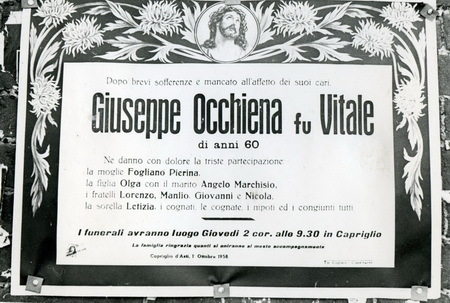 Dopo brevi sofferenze è mancato all'affetto dei suoi cari
Giuseppe Occhiena fu Vitale
di anni 60
Ne danno con dolore la triste partecipazione:
la moglie Fogliano Pierina,
la figlia Olga con il marito Angelo Marchisio,
i fratelli Lorenzo, Manlio, Giovanni e Nicola,
la sorella Letizia, i cognati, le cognate, i nipoti ed i congiunti tutti
I funerali avranno luogo Giovedì 2 cor. alle 9.30 in Capriglio
La famiglia ringrazia quanti si uniranno al mesto accompagnamento
Capriglio d'Asti, 1 Ottobre 1958